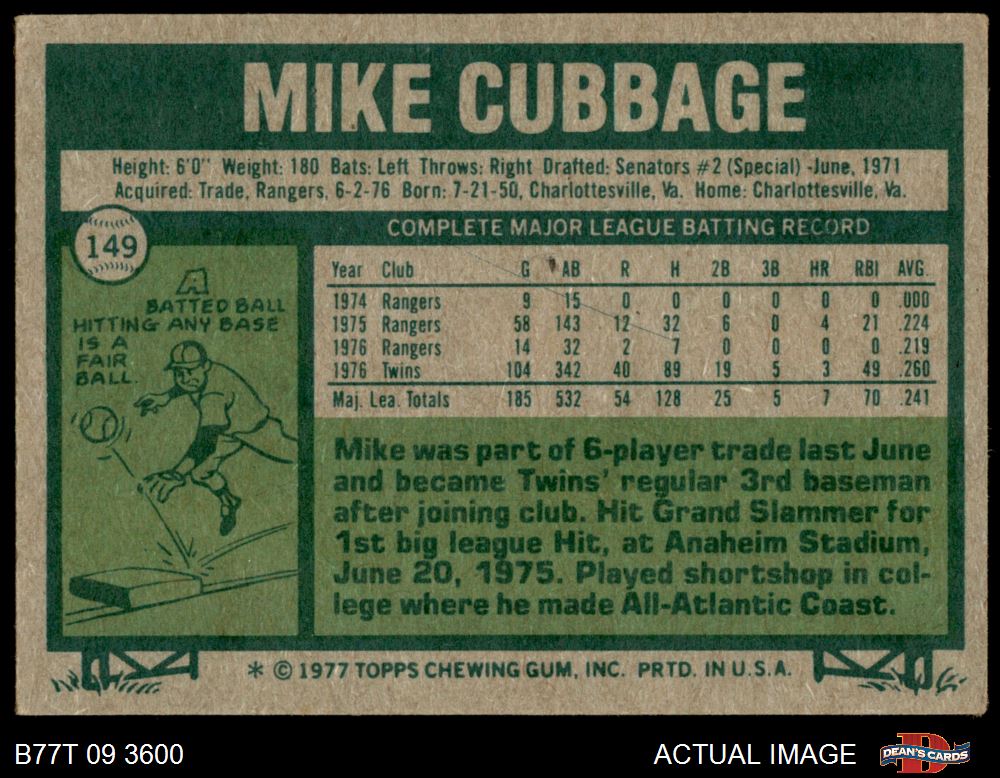 MIKE CUBBAGE
Height: 6'0" Weight: 180 Bats: Left Throws: Right Drafted: Senators #2 (Special) -June, 1971
Acquired: Trade, Rangers, 6-2-76 Born: 7-21-50, Charlottesville, Va. Home: Charlottesville, Va.
149
A
BATTED BALL
HITTING ANY BASE
IS A
FAIR
BALL.
COMPLETE MAJOR LEAGUE BATTING RECORD
Year Club G AB R H 2B 3B HR RBI AVG.
1974 Rangers 9 15 0 0 0 0 0 0 .000
1975 Rangers 58 143 12 32 6 0 4 21 .224
1976 Rangers 14 32 2 7 0 0 0 0 .219
1976 Twins 104 342 40 89 19 5 3 49 .260
Maj. Lea. Totals 185 532 54 128 25 5 7 70 .241
Mike was part of 6-player trade last June
and became Twins' regular 3rd baseman
after joining club. Hit Grand Slammer for
1st big league Hit, at Anaheim Stadium,
June 20, 1975. Played shortshop in col-
lege where he made All-Atlantic Coast.
* © 1977 TOPPS CHEWING GUM, INC. PRTD. IN U.S.A.
B77T 09 3600
ACTUAL IMAGE
D
DEAN'S CARDS